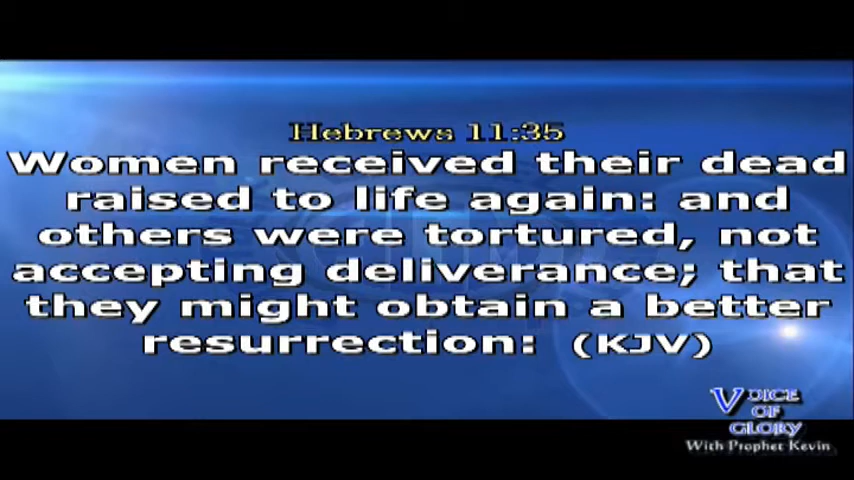 Hebrews 11:35
Women received their dead
raised to life again: and
others were tortured, not
accepting deliverance; that
they might obtain a better
resurrection: (KJV)
VOICE
OF
GLORY
With Prophet Kevin